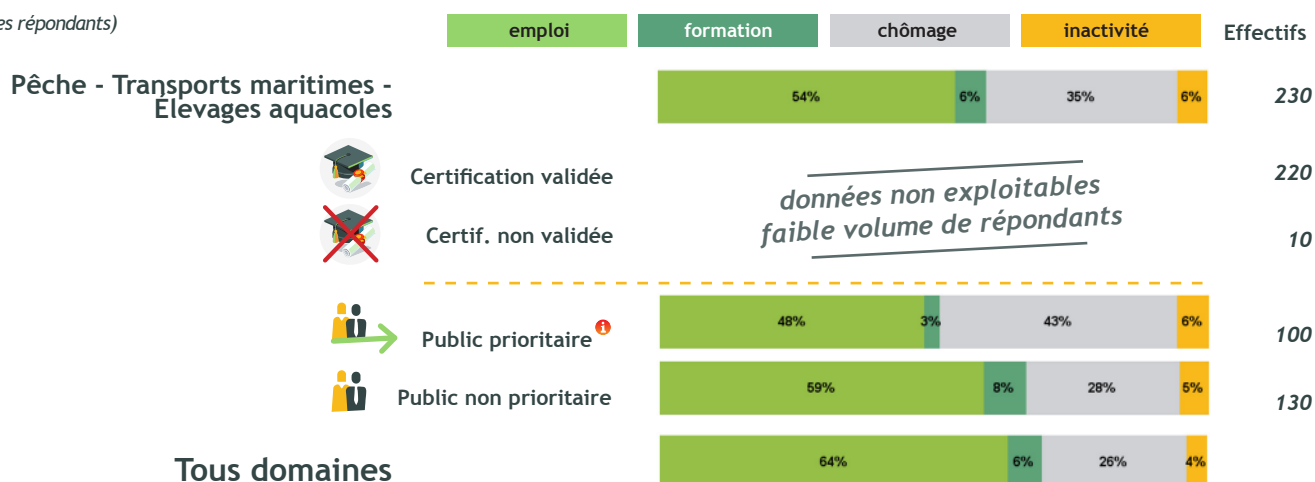 es répondants)
emploi formation chômage inactivité Effectifs
Pêche - Transports maritimes -
Élevages aquacoles
54% 6% 35% 6% 230
Certification validée
220
données non exploitables
faible volume de répondants
Certif. non validée
10
Public prioritaire i
48% 3% 43% 6% 100
Public non prioritaire
59% 8% 28% 5% 130
Tous domaines
64% 6% 26% 4%